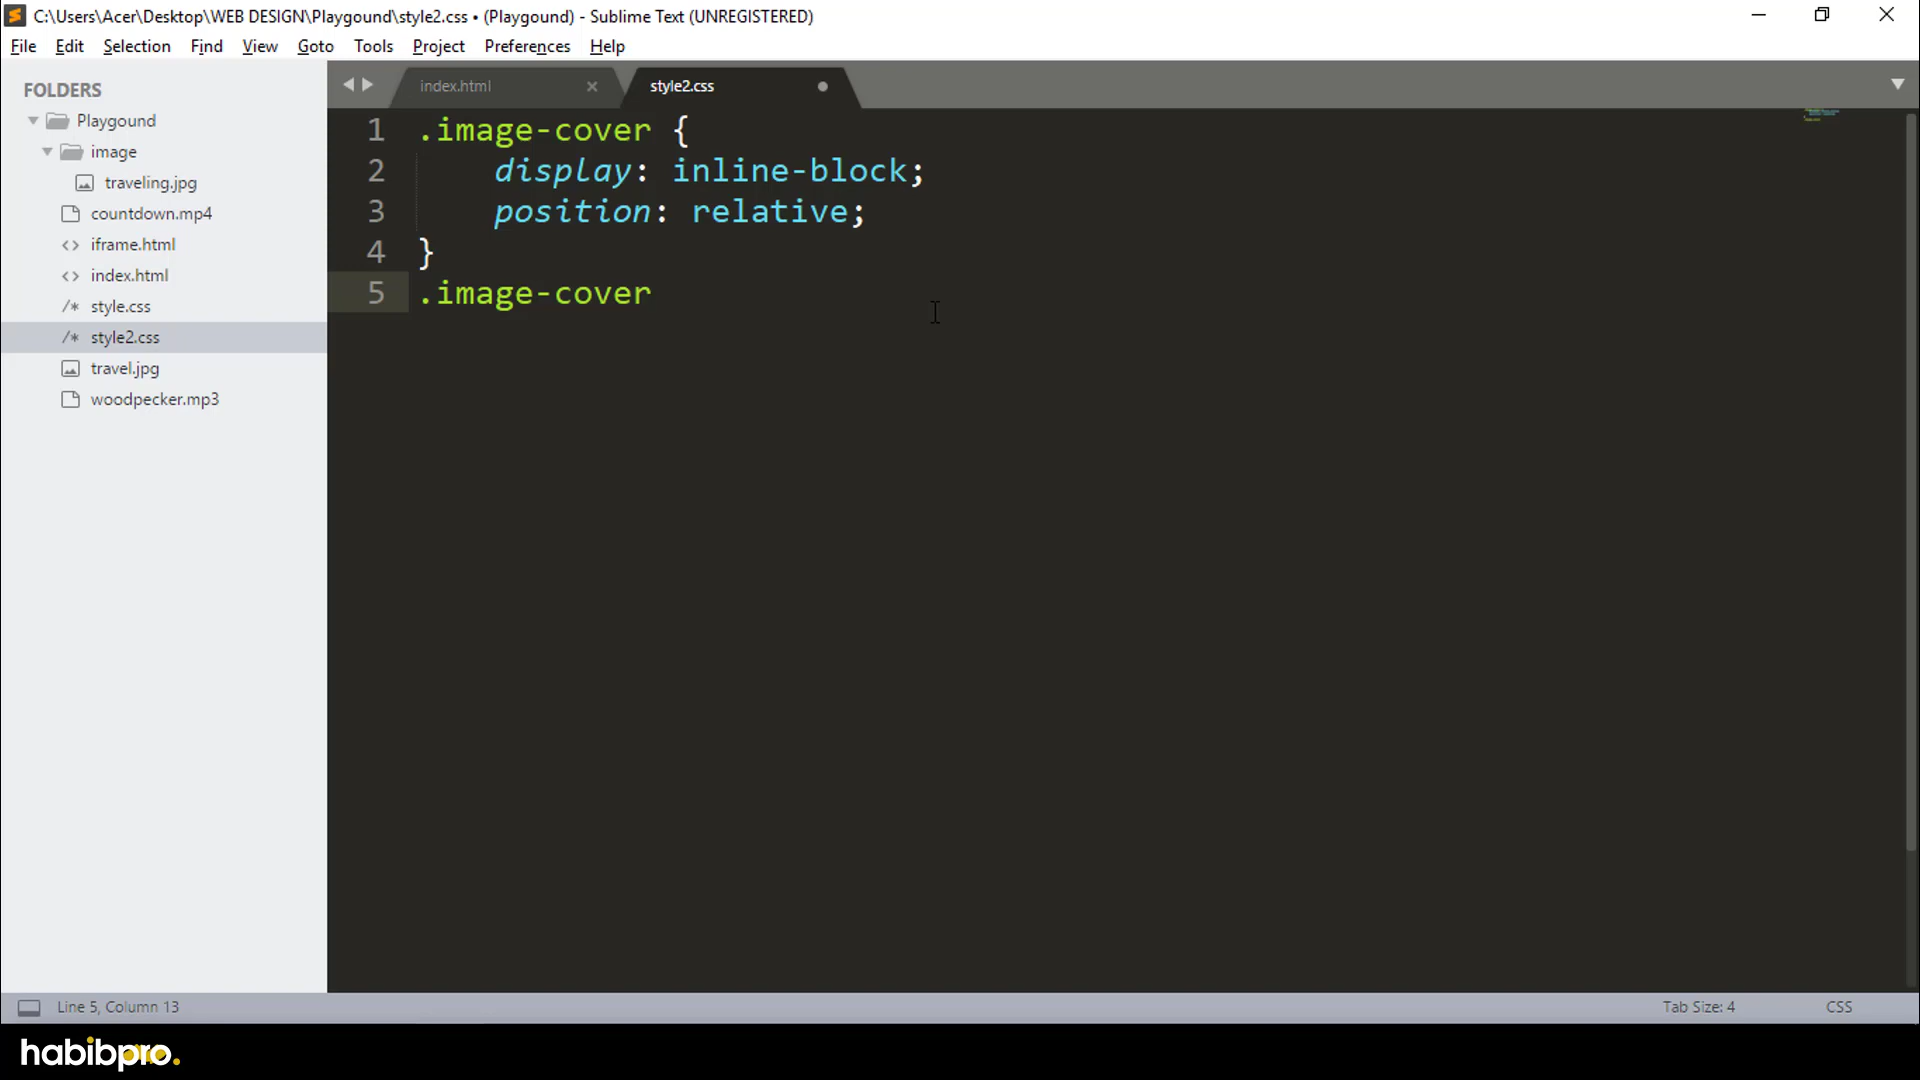 C:\Users\Acer\Desktop\WEB DESIGN\Playgound\style2.css • (Playgound) - Sublime Text (UNREGISTERED)
File Edit Selection Find View Goto Tools Project Preferences Help
FOLDERS
Playgound
image
traveling.jpg
countdown.mp4
<> iframe.html
<> index.html
/* style.css
/* style2.css
travel.jpg
woodpecker.mp3
index.html
style2.css
1 .image-cover {
2     display: inline-block;
3     position: relative;
4 }
5 .image-cover
Line 5, Column 13
Tab Size: 4
CSS
habibpro.